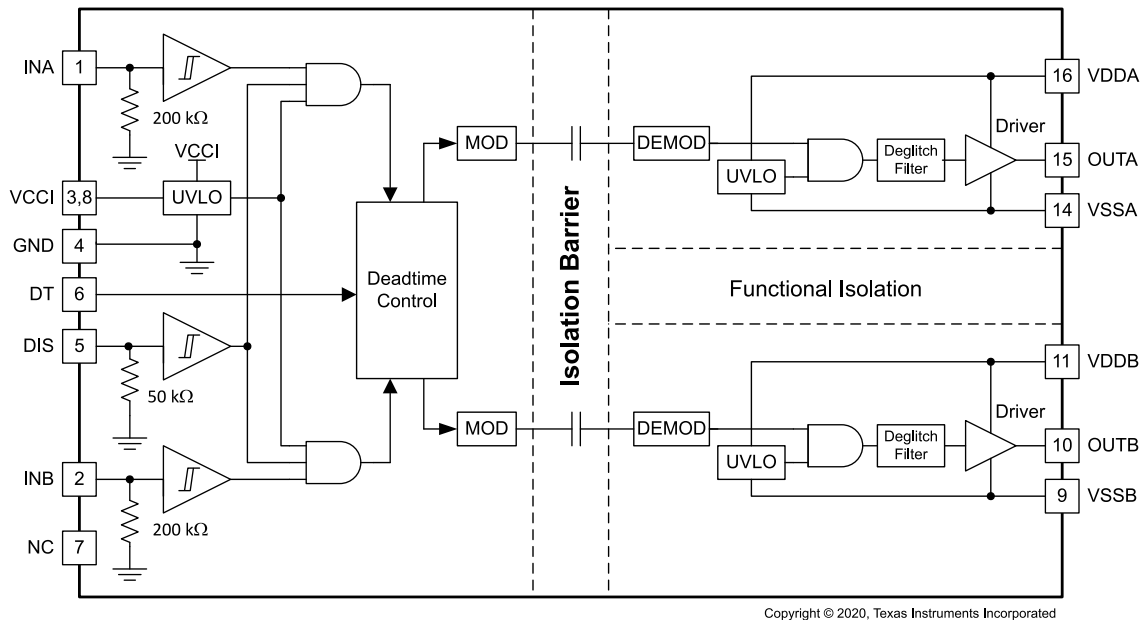 INA 1
200 kΩ
VCCI
VCCI 3,8
UVLO
GND 4
DT 6
DIS 5
50 kΩ
INB 2
200 kΩ
NC 7
Deadtime
Control
MOD
MOD
Isolation Barrier
DEMOD
UVLO
Deglitch
Filter
Driver
16 VDDA
15 OUTA
14 VSSA
Functional Isolation
DEMOD
UVLO
Deglitch
Filter
Driver
11 VDDB
10 OUTB
9 VSSB
Copyright © 2020, Texas Instruments Incorporated